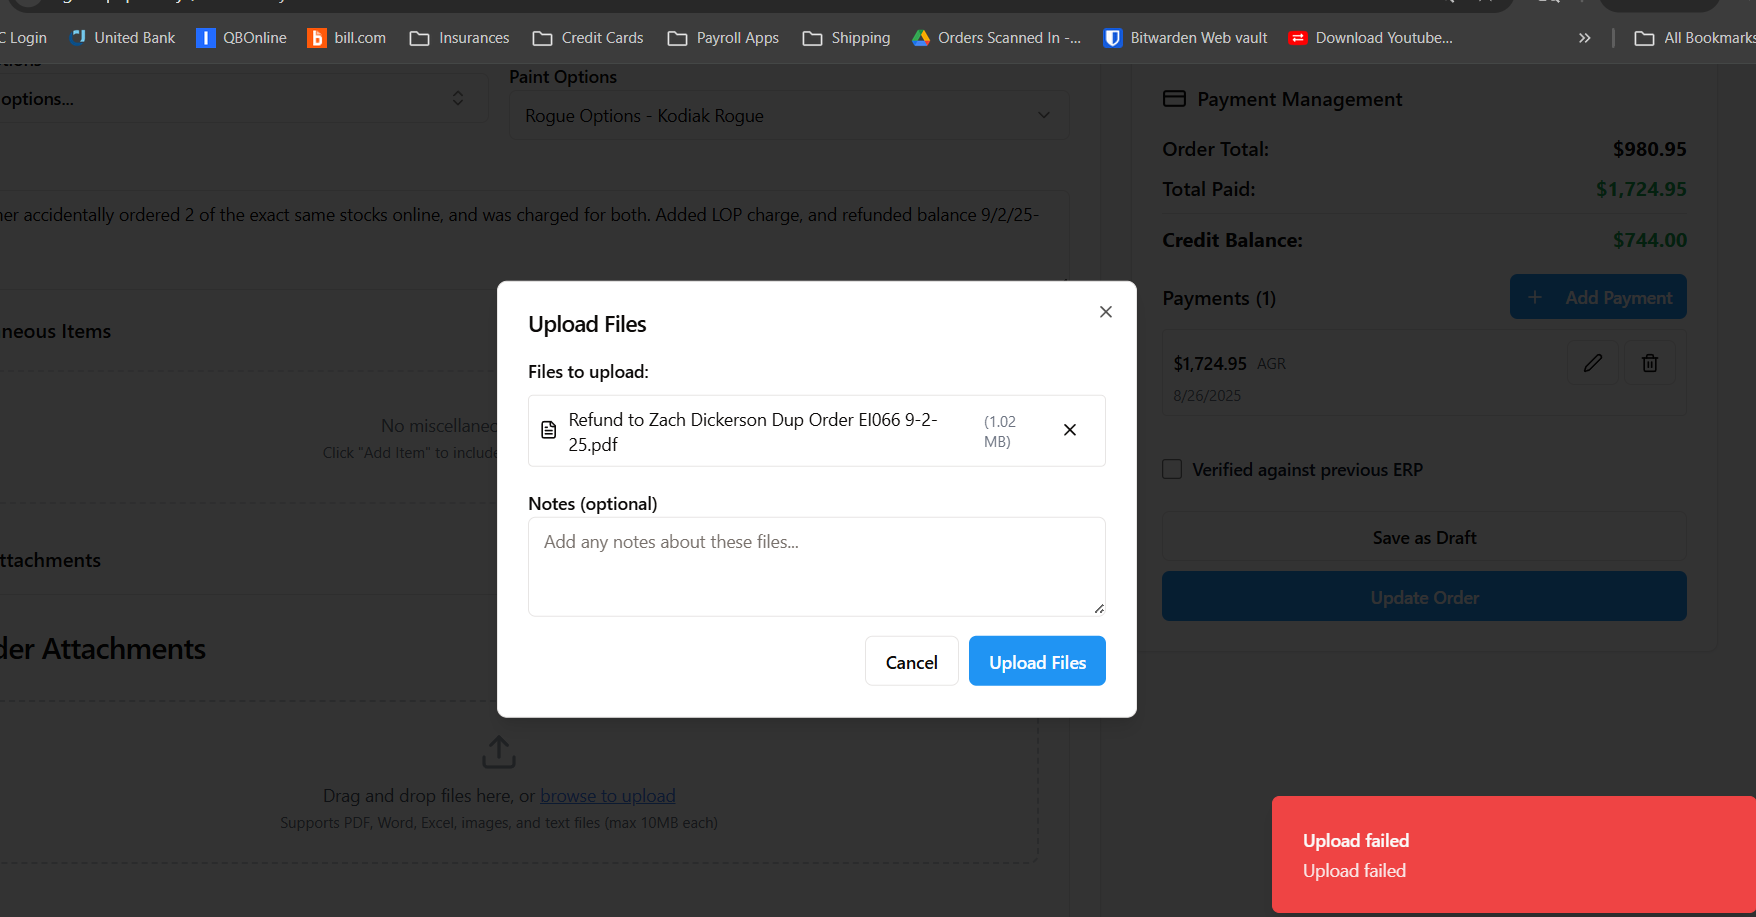 C Login
United Bank
QBOnline
bill.com
Insurances
Credit Cards
Payroll Apps
Shipping
Orders Scanned In -...
Bitwarden Web vault
Download Youtube...
All Bookmarks
options...
Paint Options
Rogue Options - Kodiak Rogue
ner accidentally ordered 2 of the exact same stocks online, and was charged for both. Added LOP charge, and refunded balance 9/2/25-
neous Items
No miscellaneo
Click "Add Item" to include
ttachments
der Attachments
Drag and drop files here, or browse to upload
Supports PDF, Word, Excel, images, and text files (max 10MB each)
Upload Files
Files to upload:
Refund to Zach Dickerson Dup Order EI066 9-2-
25.pdf
(1.02
MB)
Notes (optional)
Add any notes about these files...
Cancel
Upload Files
Payment Management
Order Total: $980.95
Total Paid: $1,724.95
Credit Balance: $744.00
Payments (1)
Add Payment
$1,724.95 AGR
8/26/2025
Verified against previous ERP
Save as Draft
Update Order
Upload failed
Upload failed